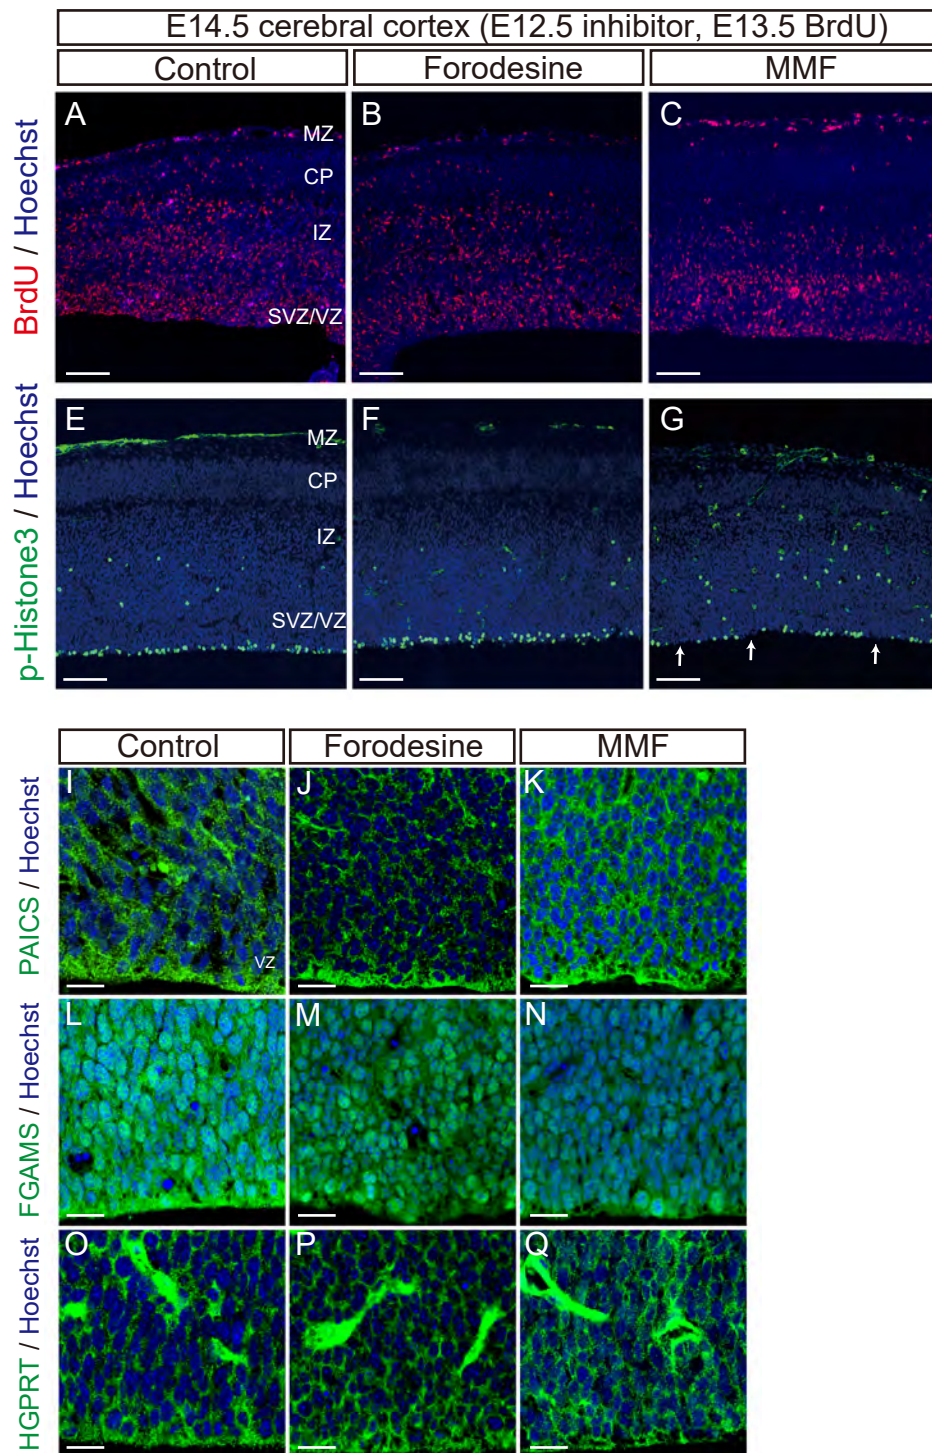 E14.5 cerebral cortex (E12.5 inhibitor, E13.5 BrdU)
Control
Forodesine
MMF
BrdU / Hoechst
A
MZ
CP
IZ
SVZ/VZ
B
C
p-Histone3 / Hoechst
E
MZ
CP
IZ
SVZ/VZ
F
G
Control
Forodesine
MMF
PAICS / Hoechst
I
VZ
J
K
FGAMS / Hoechst
L
M
N
HGPRT / Hoechst
O
P
Q